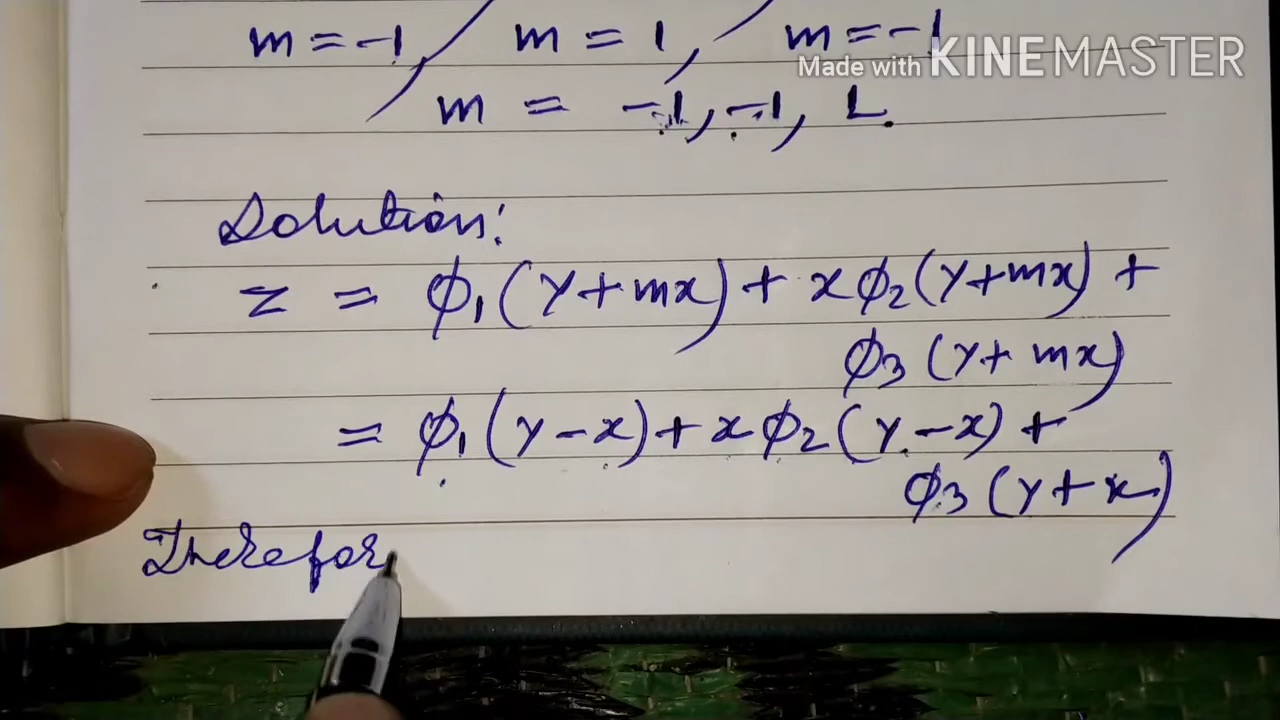 m = -1, m = 1, m = -1
Made with KINEMASTER
m = -1, -1, 1.
Solution:
z = φ₁(y+mx) + xφ₂(y+mx) +
φ₃(y+mx)
= φ₁(y-x) + xφ₂(y-x) +
φ₃(y+x)
Therefor